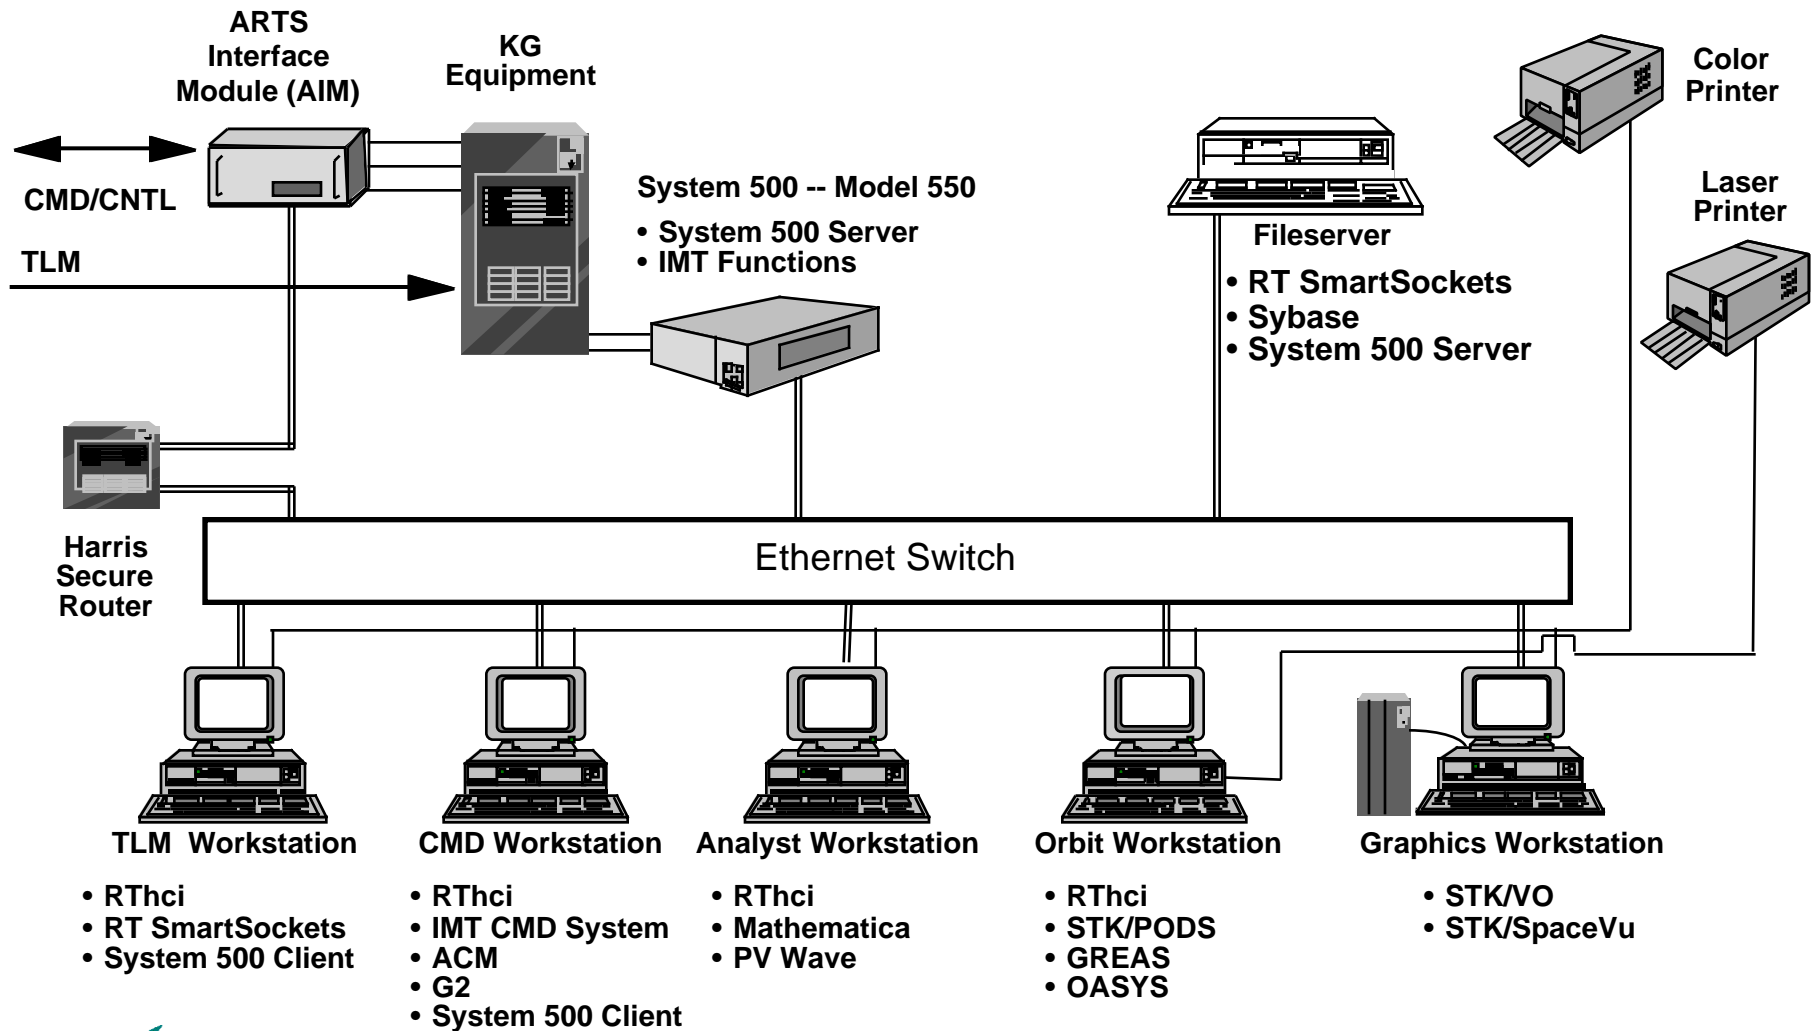 ARTS
Interface
Module (AIM)
KG
Equipment
Color
Printer
CMD/CNTL
System 500 -- Model 550
• System 500 Server
• IMT Functions
Laser
Printer
TLM
Fileserver
• RT SmartSockets
• Sybase
• System 500 Server
Harris
Secure
Router
Ethernet Switch
TLM Workstation
• RThci
• RT SmartSockets
• System 500 Client
CMD Workstation
• RThci
• IMT CMD System
• ACM
• G2
• System 500 Client
Analyst Workstation
• RThci
• Mathematica
• PV Wave
Orbit Workstation
• RThci
• STK/PODS
• GREAS
• OASYS
Graphics Workstation
• STK/VO
• STK/SpaceVu